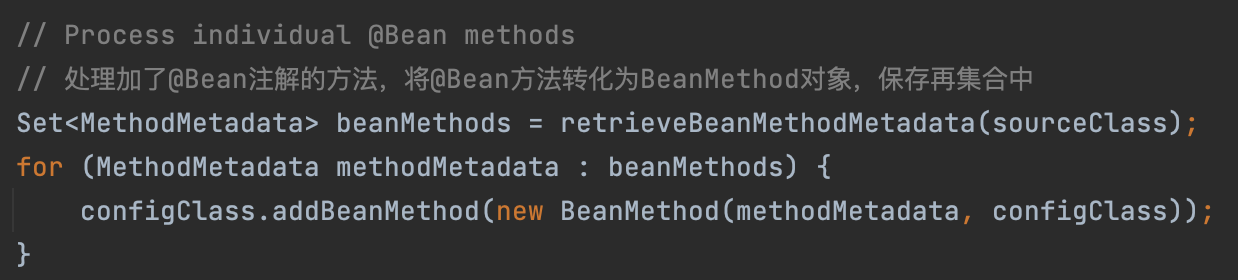 // Process individual @Bean methods
// 处理加了@Bean注解的方法，将@Bean方法转化为BeanMethod对象，保存再集合中
Set<MethodMetadata> beanMethods = retrieveBeanMethodMetadata(sourceClass);
for (MethodMetadata methodMetadata : beanMethods) {
    configClass.addBeanMethod(new BeanMethod(methodMetadata, configClass));
}